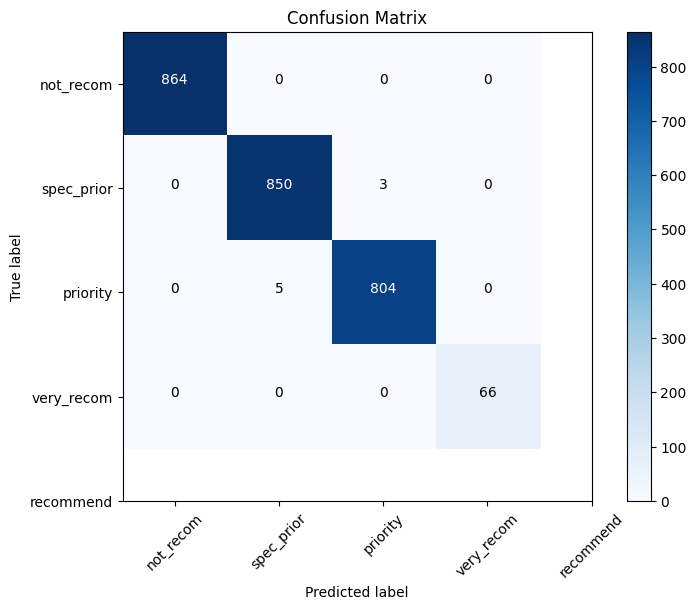 Confusion Matrix
True label
not_recom 864 0 0 0
spec_prior 0 850 3 0
priority 0 5 804 0
very_recom 0 0 0 66
recommend
not_recom spec_prior priority very_recom recommend
Predicted label
800
700
600
500
400
300
200
100
0